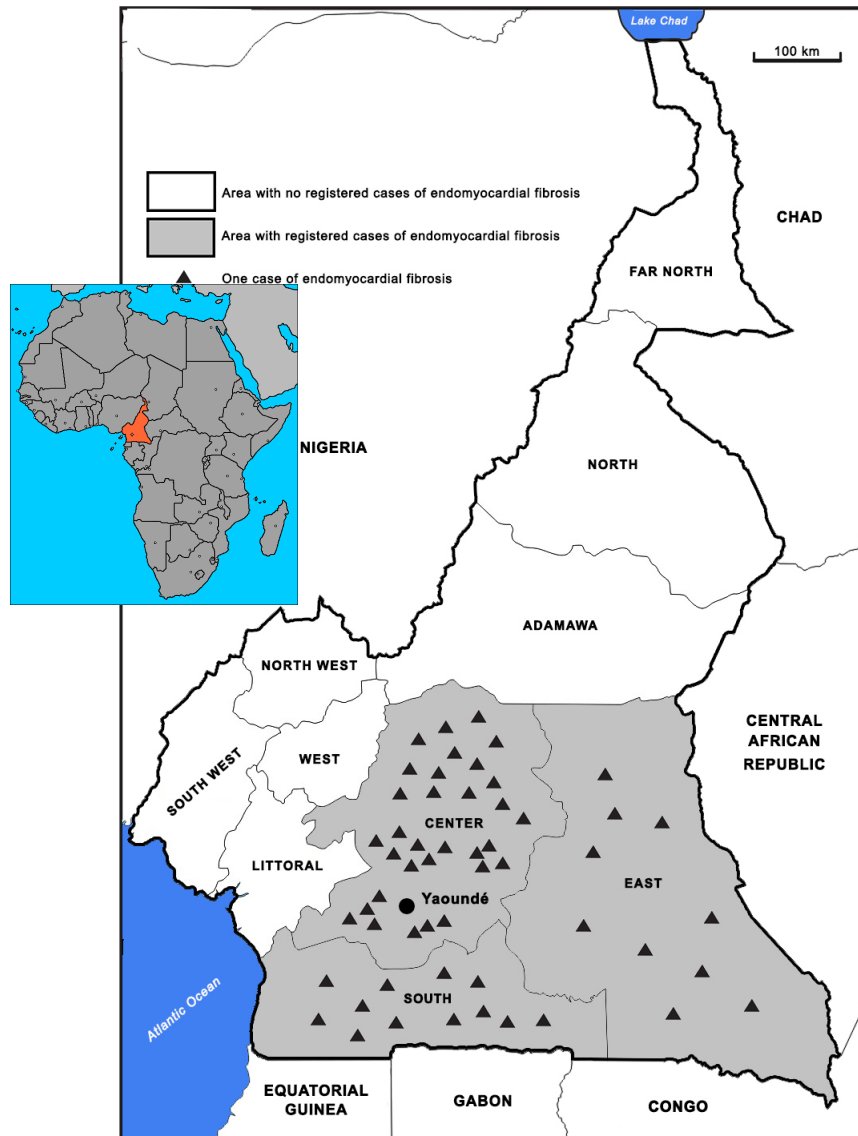 Lake Chad
100 km
Area with no registered cases of endomyocardial fibrosis
Area with registered cases of endomyocardial fibrosis
One case of endomyocardial fibrosis
CHAD
FAR NORTH
NIGERIA
NORTH
ADAMAWA
NORTH WEST
WEST
SOUTH WEST
CENTRAL
AFRICAN
REPUBLIC
CENTER
LITTORAL
EAST
Yaoundé
SOUTH
Atlantic Ocean
EQUATORIAL
GUINEA
GABON
CONGO